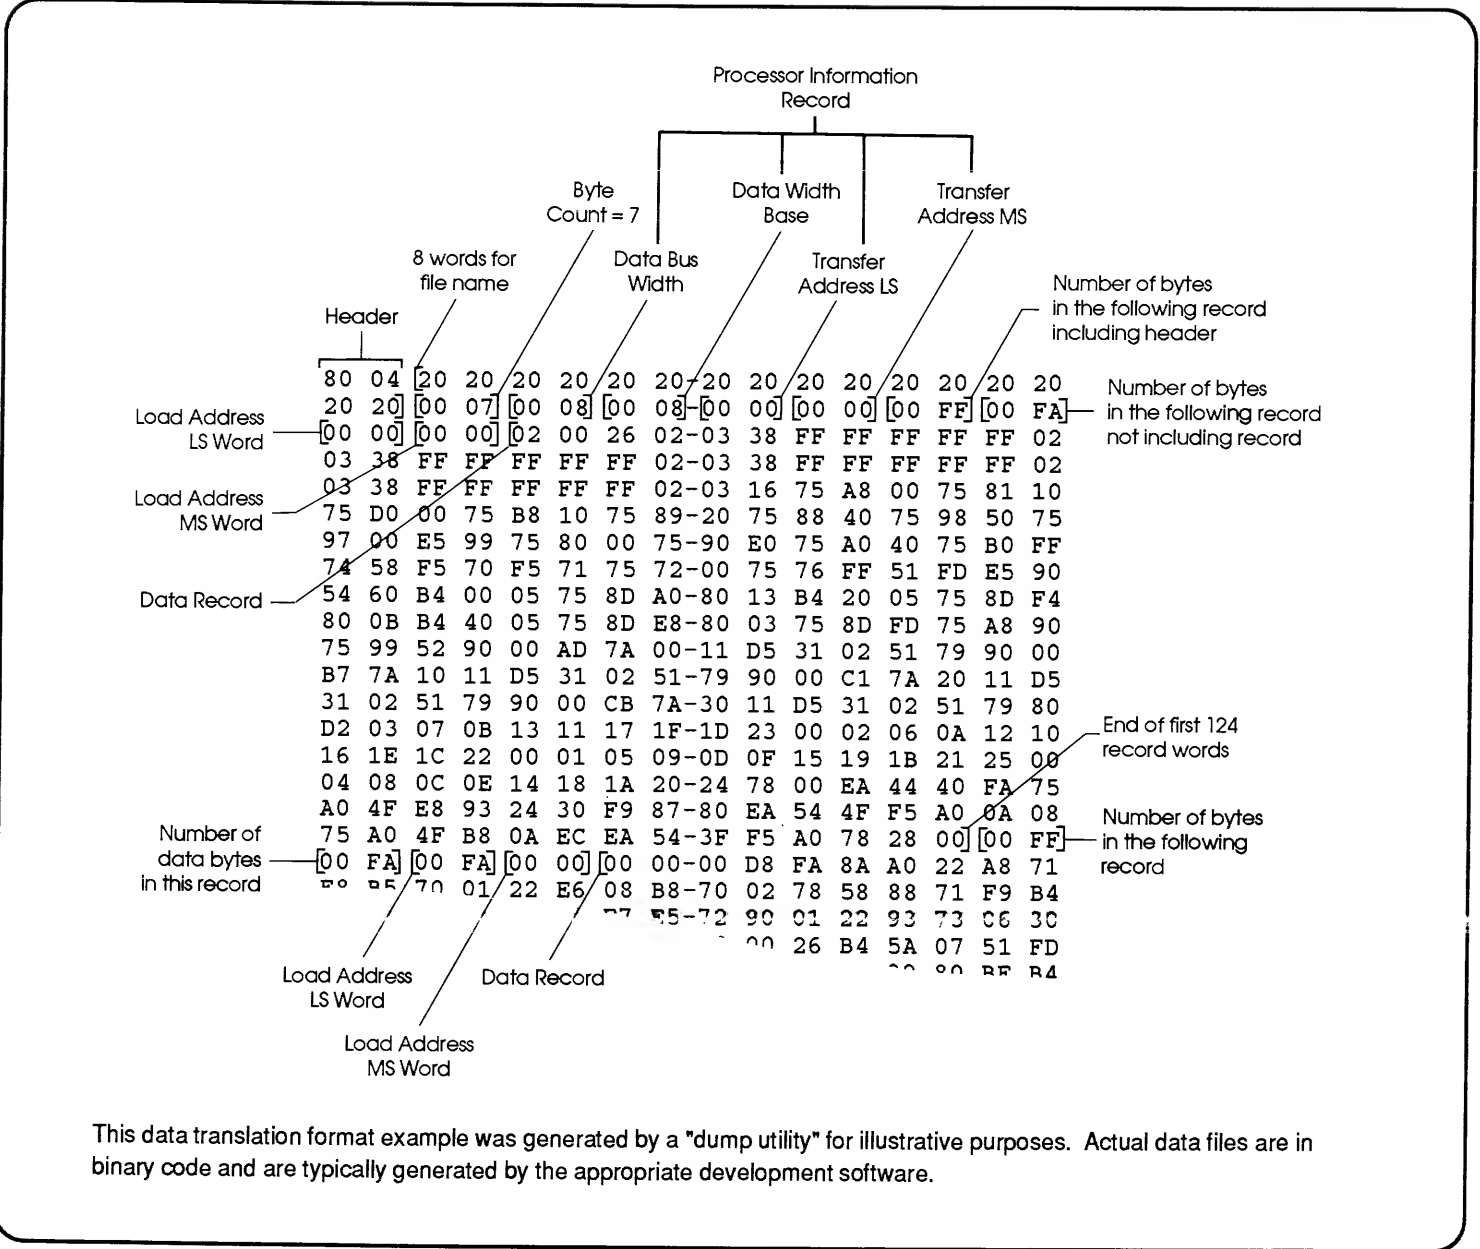 Processor Information
Record
Byte
Count = 7
Data Width
Base
Transfer
Address MS
8 words for
file name
Data Bus
Width
Transfer
Address LS
Number of bytes
in the following record
including header
Header
80 04 [20 20 20 20 20 20-20 20 20 20 20 20 20 20
Number of bytes
in the following record
not including record
Load Address
LS Word
20 20] [00 07] [00 08] [00 08]-[00 00] [00 00] [00 FF] [00 FA]
[00 00] [00 00] [02 00 26 02-03 38 FF FF FF FF FF 02
03 38 FF FF FF FF FF 02-03 38 FF FF FF FF FF 02
Load Address
MS Word
03 38 FF FF FF FF FF 02-03 16 75 A8 00 75 81 10
75 D0 00 75 B8 10 75 89-20 75 88 40 75 98 50 75
97 00 E5 99 75 80 00 75-90 E0 75 A0 40 75 B0 FF
74 58 F5 70 F5 71 75 72-00 75 76 FF 51 FD E5 90
Data Record
54 60 B4 00 05 75 8D A0-80 13 B4 20 05 75 8D F4
80 0B B4 40 05 75 8D E8-80 03 75 8D FD 75 A8 90
75 99 52 90 00 AD 7A 00-11 D5 31 02 51 79 90 00
B7 7A 10 11 D5 31 02 51-79 90 00 C1 7A 20 11 D5
31 02 51 79 90 00 CB 7A-30 11 D5 31 02 51 79 80
D2 03 07 0B 13 11 17 1F-1D 23 00 02 06 0A 12 10
End of first 124
record words
16 1E 1C 22 00 01 05 09-0D 0F 15 19 1B 21 25 00
04 08 0C 0E 14 18 1A 20-24 78 00 EA 44 40 FA 75
A0 4F E8 93 24 30 F9 87-80 EA 54 4F F5 A0 0A 08
75 A0 4F B8 0A EC EA 54-3F F5 A0 78 28 00] [00 FF]
Number of bytes
in the following
record
Number of
data bytes
in this record
[00 FA] [00 FA] [00 00] [00 00-00 D8 FA 8A A0 22 A8 71
70 01 22 E6 08 B8-70 02 78 58 88 71 F9 B4
E5-72 90 01 22 93 73 C6 30
26 B4 5A 07 51 FD
Load Address
LS Word
Data Record
Load Address
MS Word
This data translation format example was generated by a "dump utility" for illustrative purposes. Actual data files are in
binary code and are typically generated by the appropriate development software.